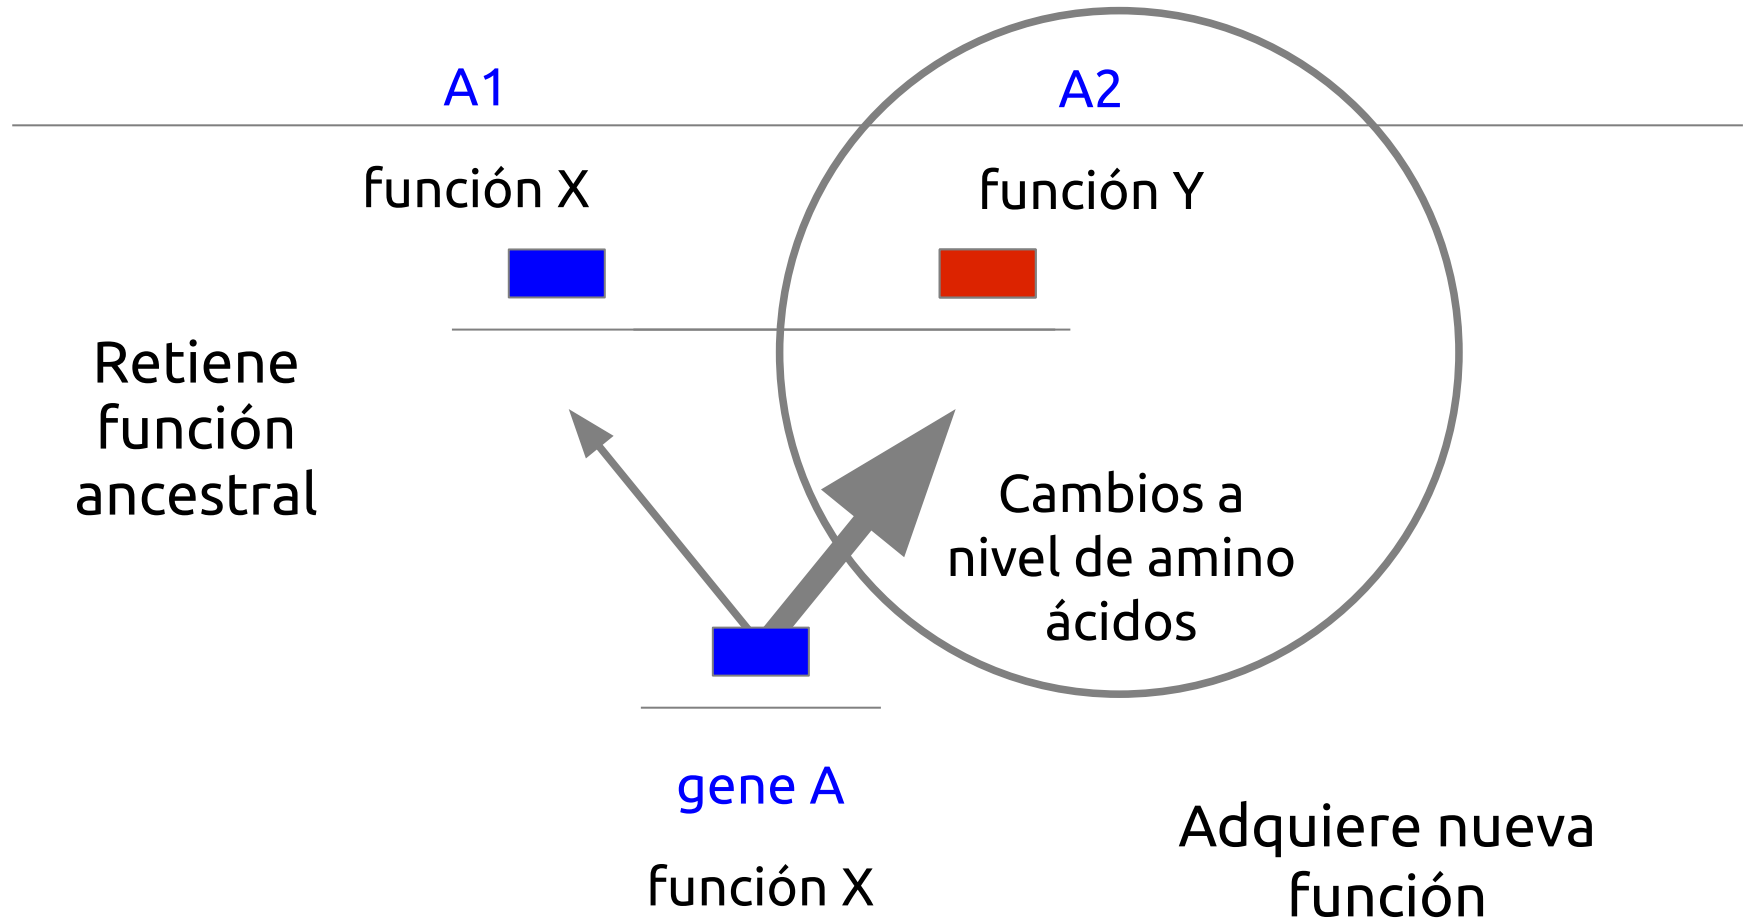 A1
A2
función X
función Y
Retiene
función
ancestral
Cambios a
nivel de amino
ácidos
gene A
función X
Adquiere nueva
función